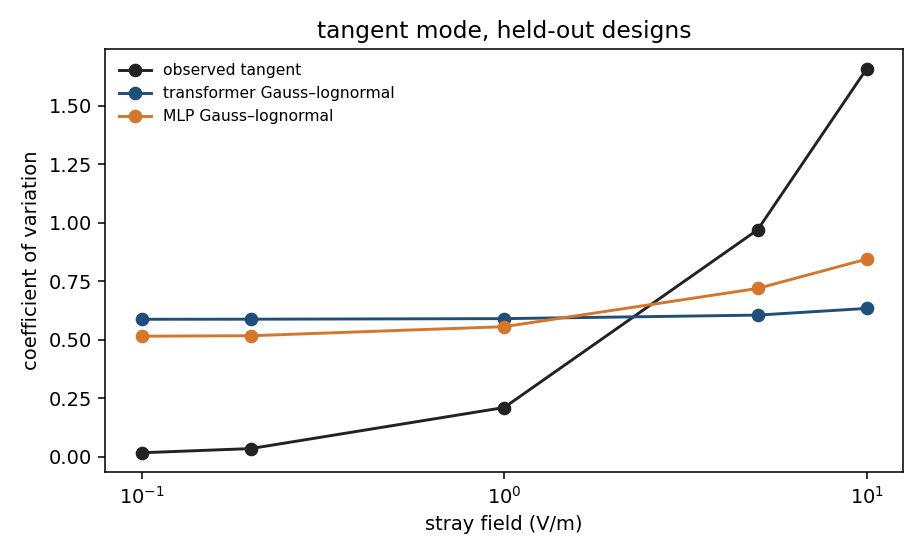 tangent mode, held-out designs
observed tangent
transformer Gauss–lognormal
MLP Gauss–lognormal
coefficient of variation
1.50
1.25
1.00
0.75
0.50
0.25
0.00
10⁻¹ 10⁰ 10¹
stray field (V/m)